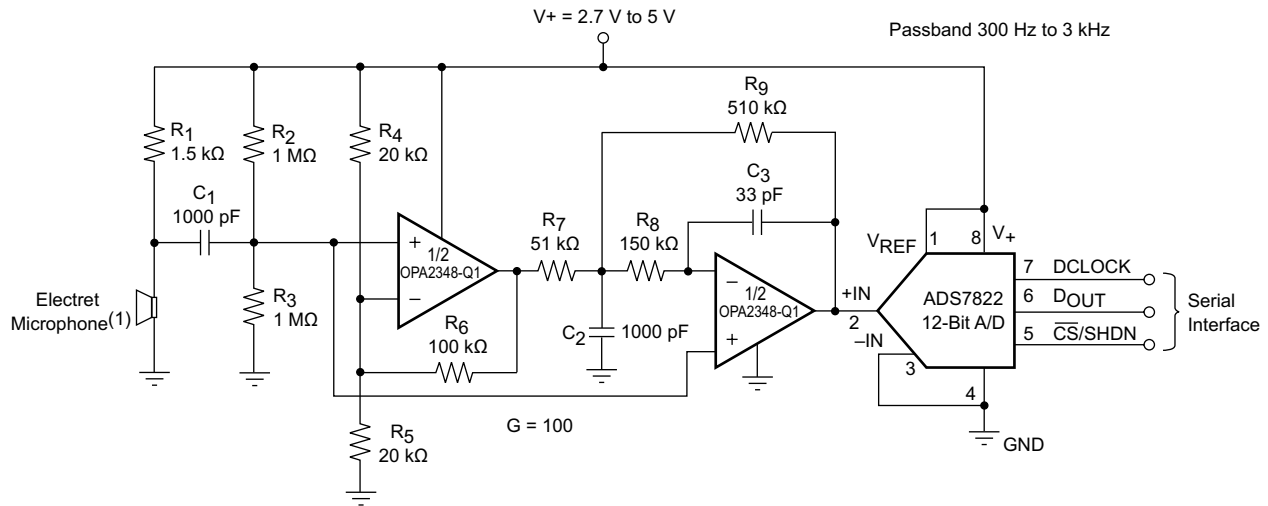 V+ = 2.7 V to 5 V
Passband 300 Hz to 3 kHz
R1
1.5 kΩ
R2
1 MΩ
R4
20 kΩ
R9
510 kΩ
C3
33 pF
C1
1000 pF
R7
51 kΩ
R8
150 kΩ
VREF
1
8
V+
+
1/2
OPA2348-Q1
–
–
1/2
OPA2348-Q1
+
7
DCLOCK
+IN
2
ADS7822
12-Bit A/D
6
DOUT
Serial
Interface
–IN
3
5
CS/SHDN
Electret
Microphone(1)
R3
1 MΩ
R6
100 kΩ
C2
1000 pF
4
G = 100
R5
20 kΩ
GND